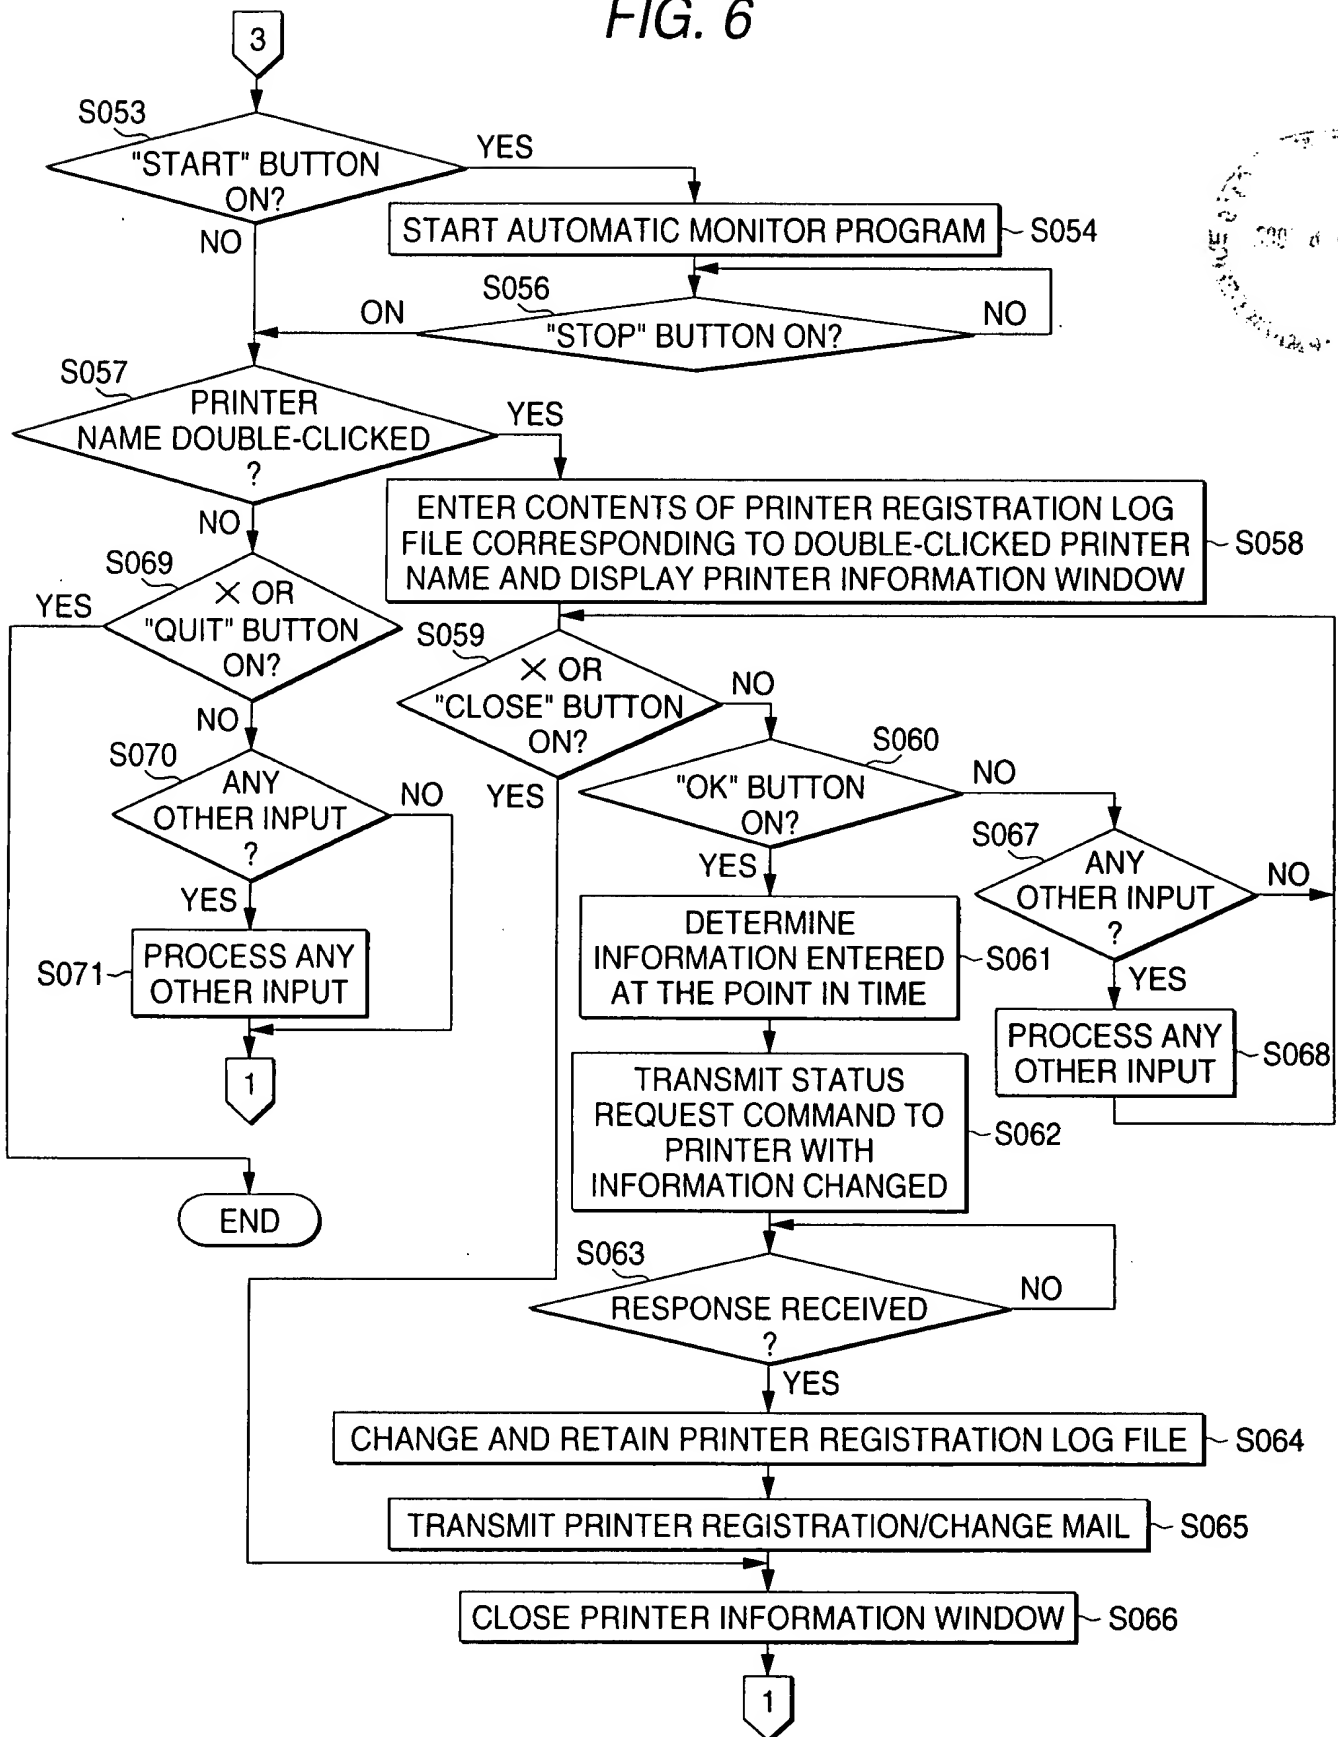 FIG. 6
3
S053
"START" BUTTON
ON?
YES
NO
START AUTOMATIC MONITOR PROGRAM
S054
S056
"STOP" BUTTON ON?
ON
NO
S057
PRINTER
NAME DOUBLE-CLICKED
?
YES
NO
ENTER CONTENTS OF PRINTER REGISTRATION LOG
FILE CORRESPONDING TO DOUBLE-CLICKED PRINTER
NAME AND DISPLAY PRINTER INFORMATION WINDOW
S058
S069
X OR
"QUIT" BUTTON
ON?
YES
NO
S059
X OR
"CLOSE" BUTTON
ON?
NO
YES
S070
ANY
OTHER INPUT
?
NO
YES
S060
"OK" BUTTON
ON?
NO
YES
S067
ANY
OTHER INPUT
?
NO
YES
S071
PROCESS ANY
OTHER INPUT
1
END
DETERMINE
INFORMATION ENTERED
AT THE POINT IN TIME
S061
PROCESS ANY
OTHER INPUT
S068
TRANSMIT STATUS
REQUEST COMMAND TO
PRINTER WITH
INFORMATION CHANGED
S062
S063
RESPONSE RECEIVED
?
NO
YES
CHANGE AND RETAIN PRINTER REGISTRATION LOG FILE
S064
TRANSMIT PRINTER REGISTRATION/CHANGE MAIL
S065
CLOSE PRINTER INFORMATION WINDOW
S066
1